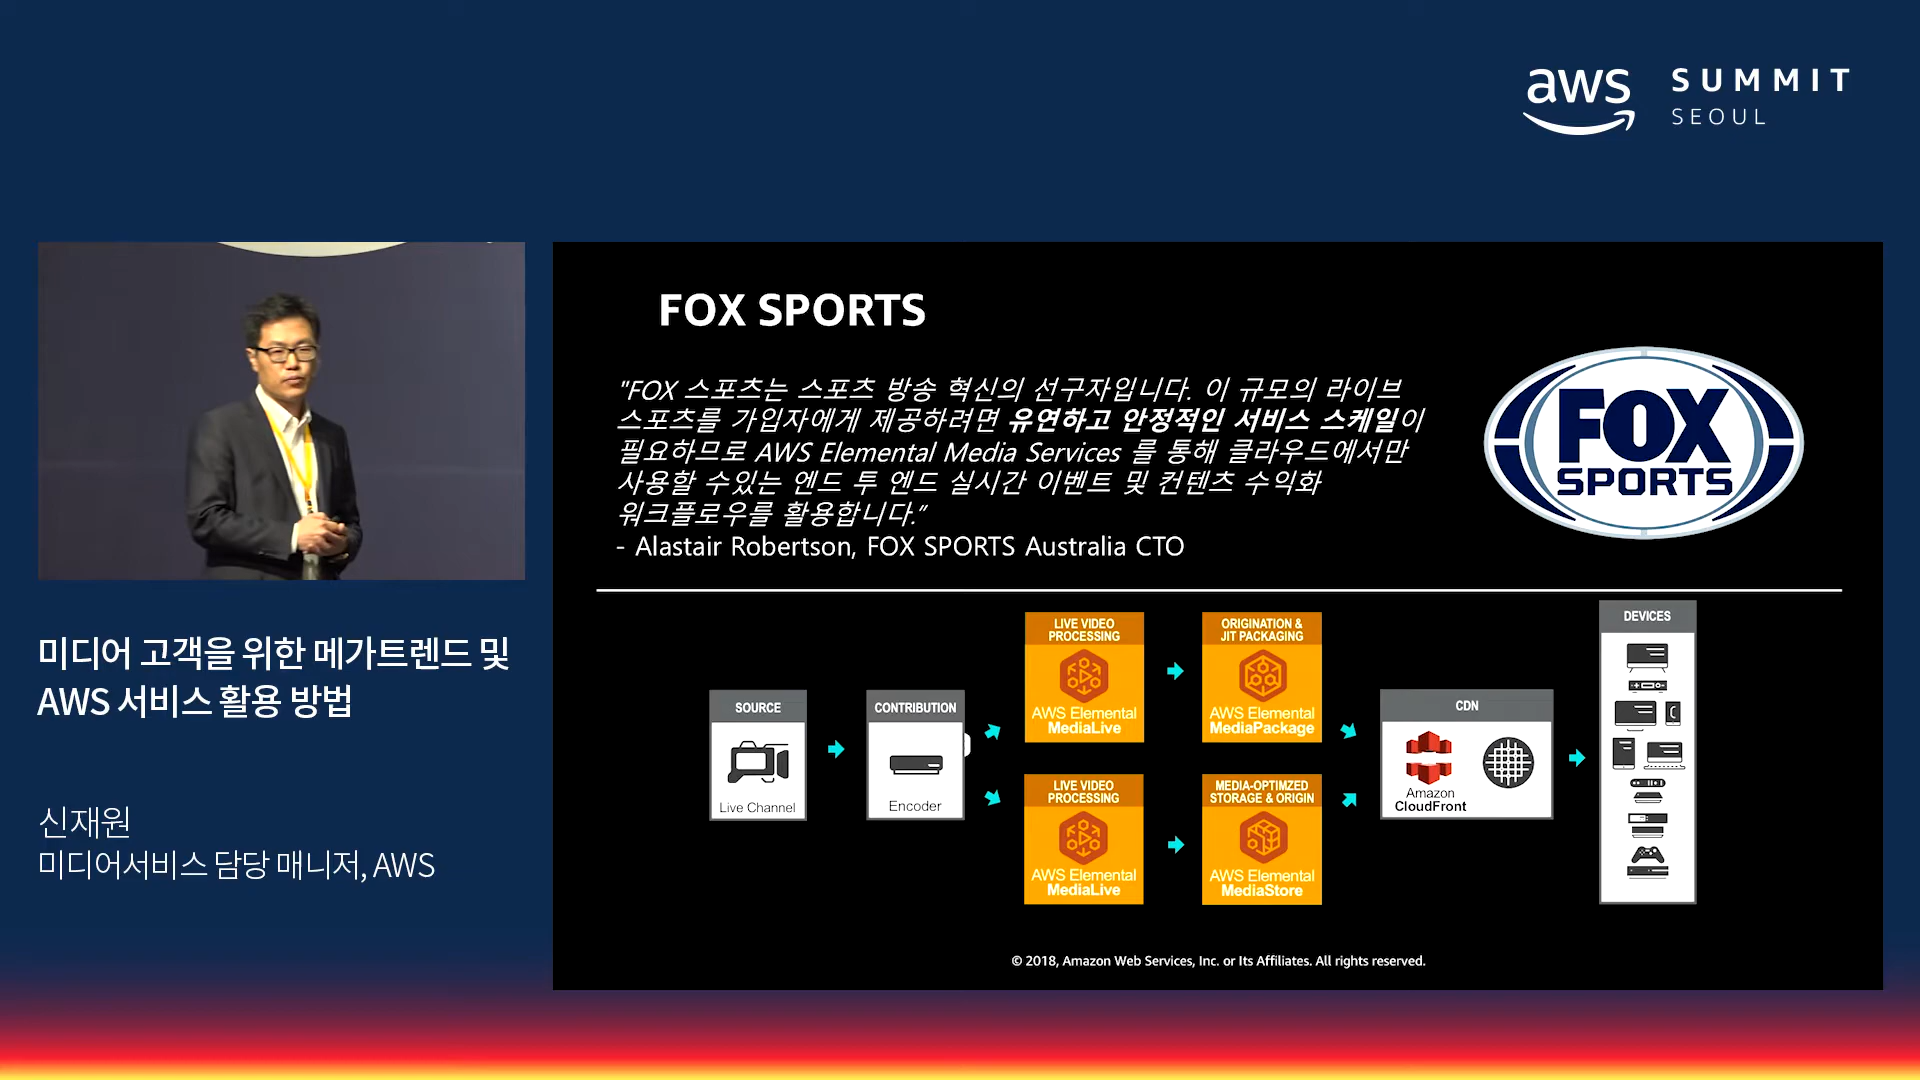 aws SUMMIT
SEOUL
FOX SPORTS
"FOX 스포츠는 스포츠 방송 혁신의 선구자입니다. 이 규모의 라이브
스포츠를 가입자에게 제공하려면 유연하고 안정적인 서비스 스케일이
필요하므로 AWS Elemental Media Services 를 통해 클라우드에서만
사용할 수있는 엔드 투 엔드 실시간 이벤트 및 컨텐츠 수익화
워크플로우를 활용합니다."
- Alastair Robertson, FOX SPORTS Australia CTO
FOX
SPORTS
SOURCE
Live Channel
CONTRIBUTION
Encoder
LIVE VIDEO
PROCESSING
AWS Elemental
MediaLive
ORIGINATION &
JIT PACKAGING
AWS Elemental
MediaPackage
LIVE VIDEO
PROCESSING
AWS Elemental
MediaLive
MEDIA-OPTIMZED
STORAGE & ORIGIN
AWS Elemental
MediaStore
CDN
Amazon
CloudFront
DEVICES
© 2018, Amazon Web Services, Inc. or Its Affiliates. All rights reserved.
미디어 고객을 위한 메가트렌드 및
AWS 서비스 활용 방법
신재원
미디어서비스 담당 매니저, AWS